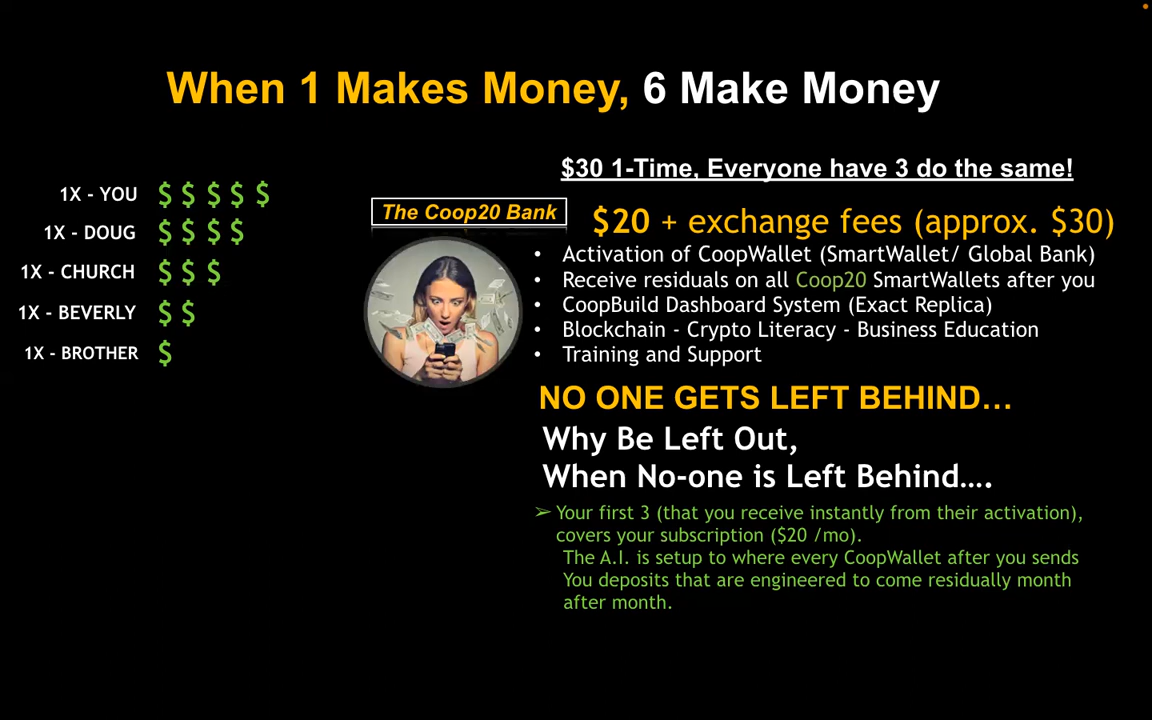 When 1 Makes Money, 6 Make Money
$30 1-Time, Everyone have 3 do the same!
1X - YOU $ $ $ $ $
1X - DOUG $ $ $ $
1X - CHURCH $ $ $
1X - BEVERLY $ $
1X - BROTHER $
The Coop20 Bank
$20 + exchange fees (approx. $30)
• Activation of CoopWallet (SmartWallet/ Global Bank)
• Receive residuals on all Coop20 SmartWallets after you
• CoopBuild Dashboard System (Exact Replica)
• Blockchain - Crypto Literacy - Business Education
• Training and Support
NO ONE GETS LEFT BEHIND…
Why Be Left Out,
When No-one is Left Behind….
➢ Your first 3 (that you receive instantly from their activation),
covers your subscription ($20 /mo).
The A.I. is setup to where every CoopWallet after you sends
You deposits that are engineered to come residually month
after month.